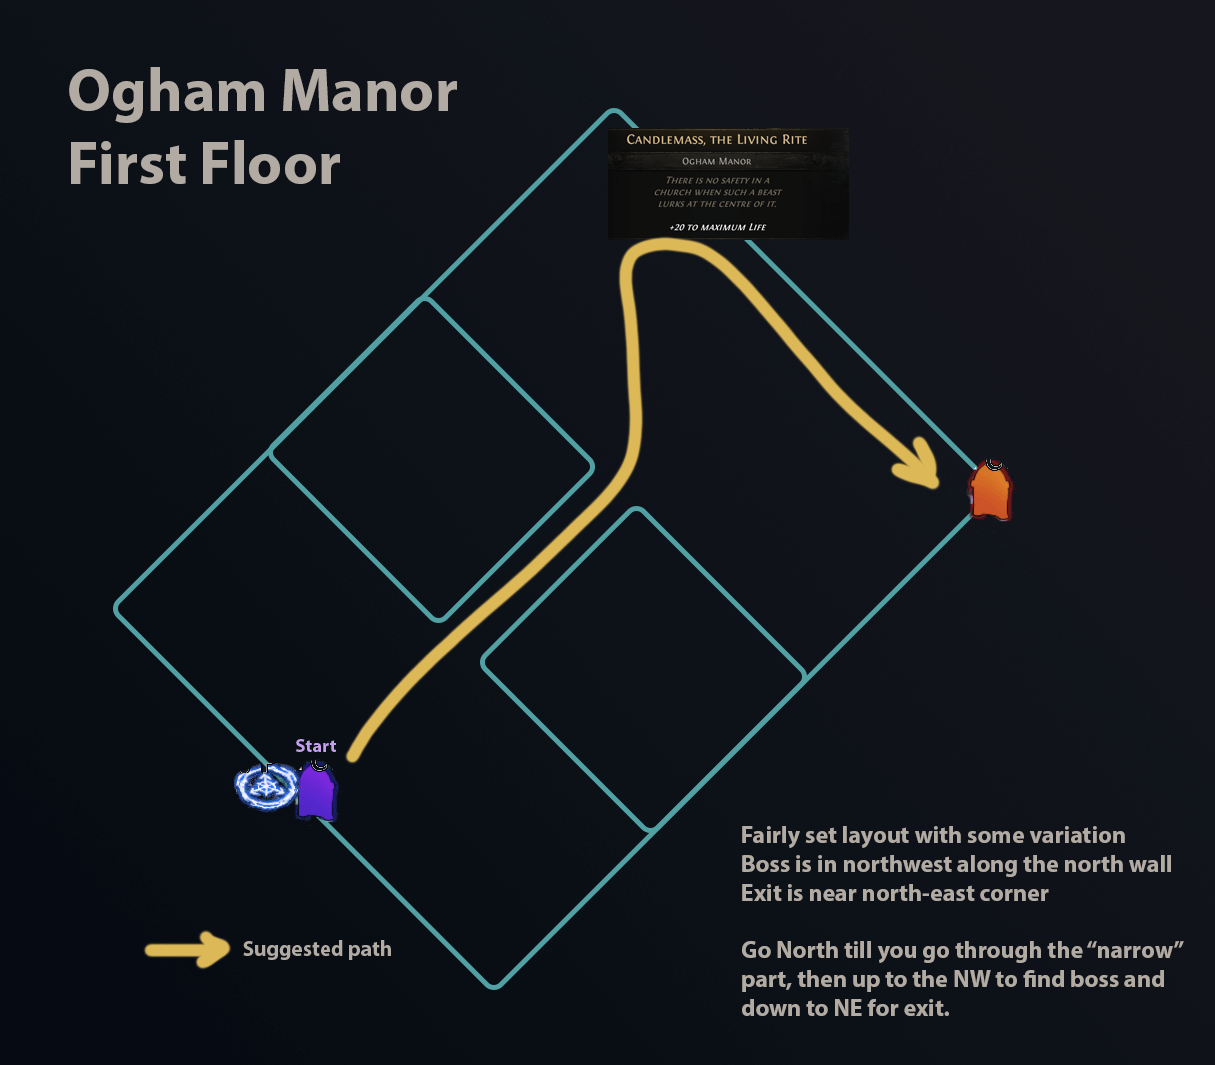 Ogham Manor
First Floor
Candlemass, the Living Rite
Ogham Manor
There is no safety in a
church when such a beast
lurks at the centre of it.
+20 to maximum Life
Start
Fairly set layout with some variation
Boss is in northwest along the north wall
Exit is near north-east corner
Go North till you go through the “narrow”
part, then up to the NW to find boss and
down to NE for exit.
Suggested path